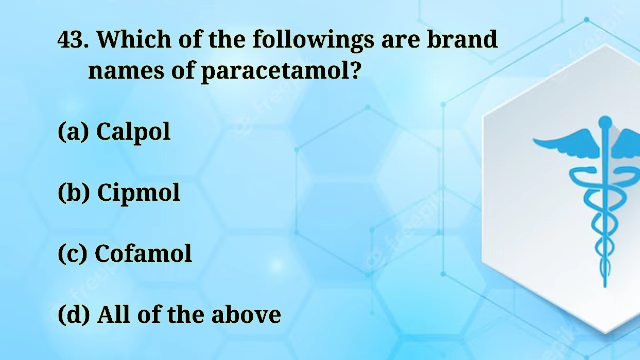 43. Which of the followings are brand
names of paracetamol?
(a) Calpol
(b) Cipmol
(c) Cofamol
(d) All of the above